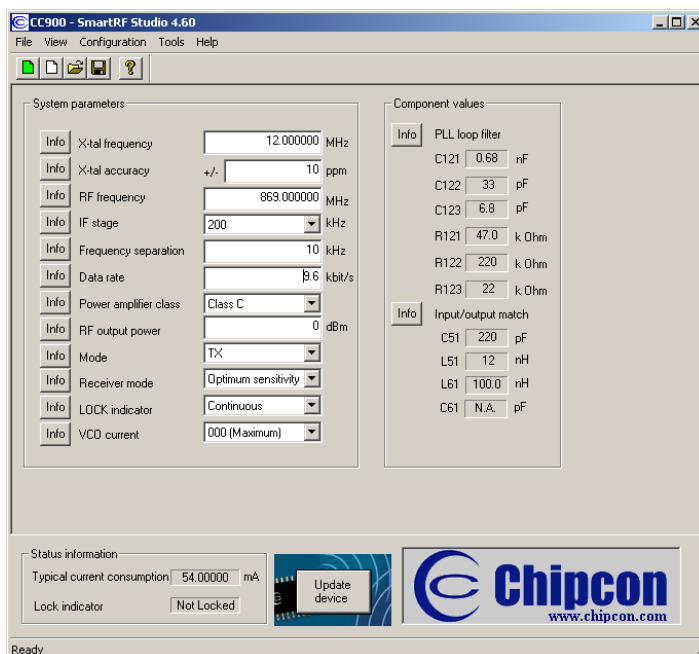 CC900 - SmartRF Studio 4.60
File View Configuration Tools Help
System parameters
Info X-tal frequency 12.000000 MHz
Info X-tal accuracy +/- 10 ppm
Info RF frequency 869.000000 MHz
Info IF stage 200 kHz
Info Frequency separation 10 kHz
Info Data rate 9.6 kbit/s
Info Power amplifier class Class C
Info RF output power 0 dBm
Info Mode TX
Info Receiver mode Optimum sensitivity
Info LOCK indicator Continuous
Info VCO current 000 (Maximum)
Component values
Info PLL loop filter
C121 0.68 nF
C122 33 pF
C123 6.8 pF
R121 47.0 k Ohm
R122 220 k Ohm
R123 22 k Ohm
Info Input/output match
C51 220 pF
L51 12 nH
L61 100.0 nH
C61 N.A. pF
Status information
Typical current consumption 54.00000 mA
Lock indicator Not Locked
Update
device
Chipcon
www.chipcon.com
Ready